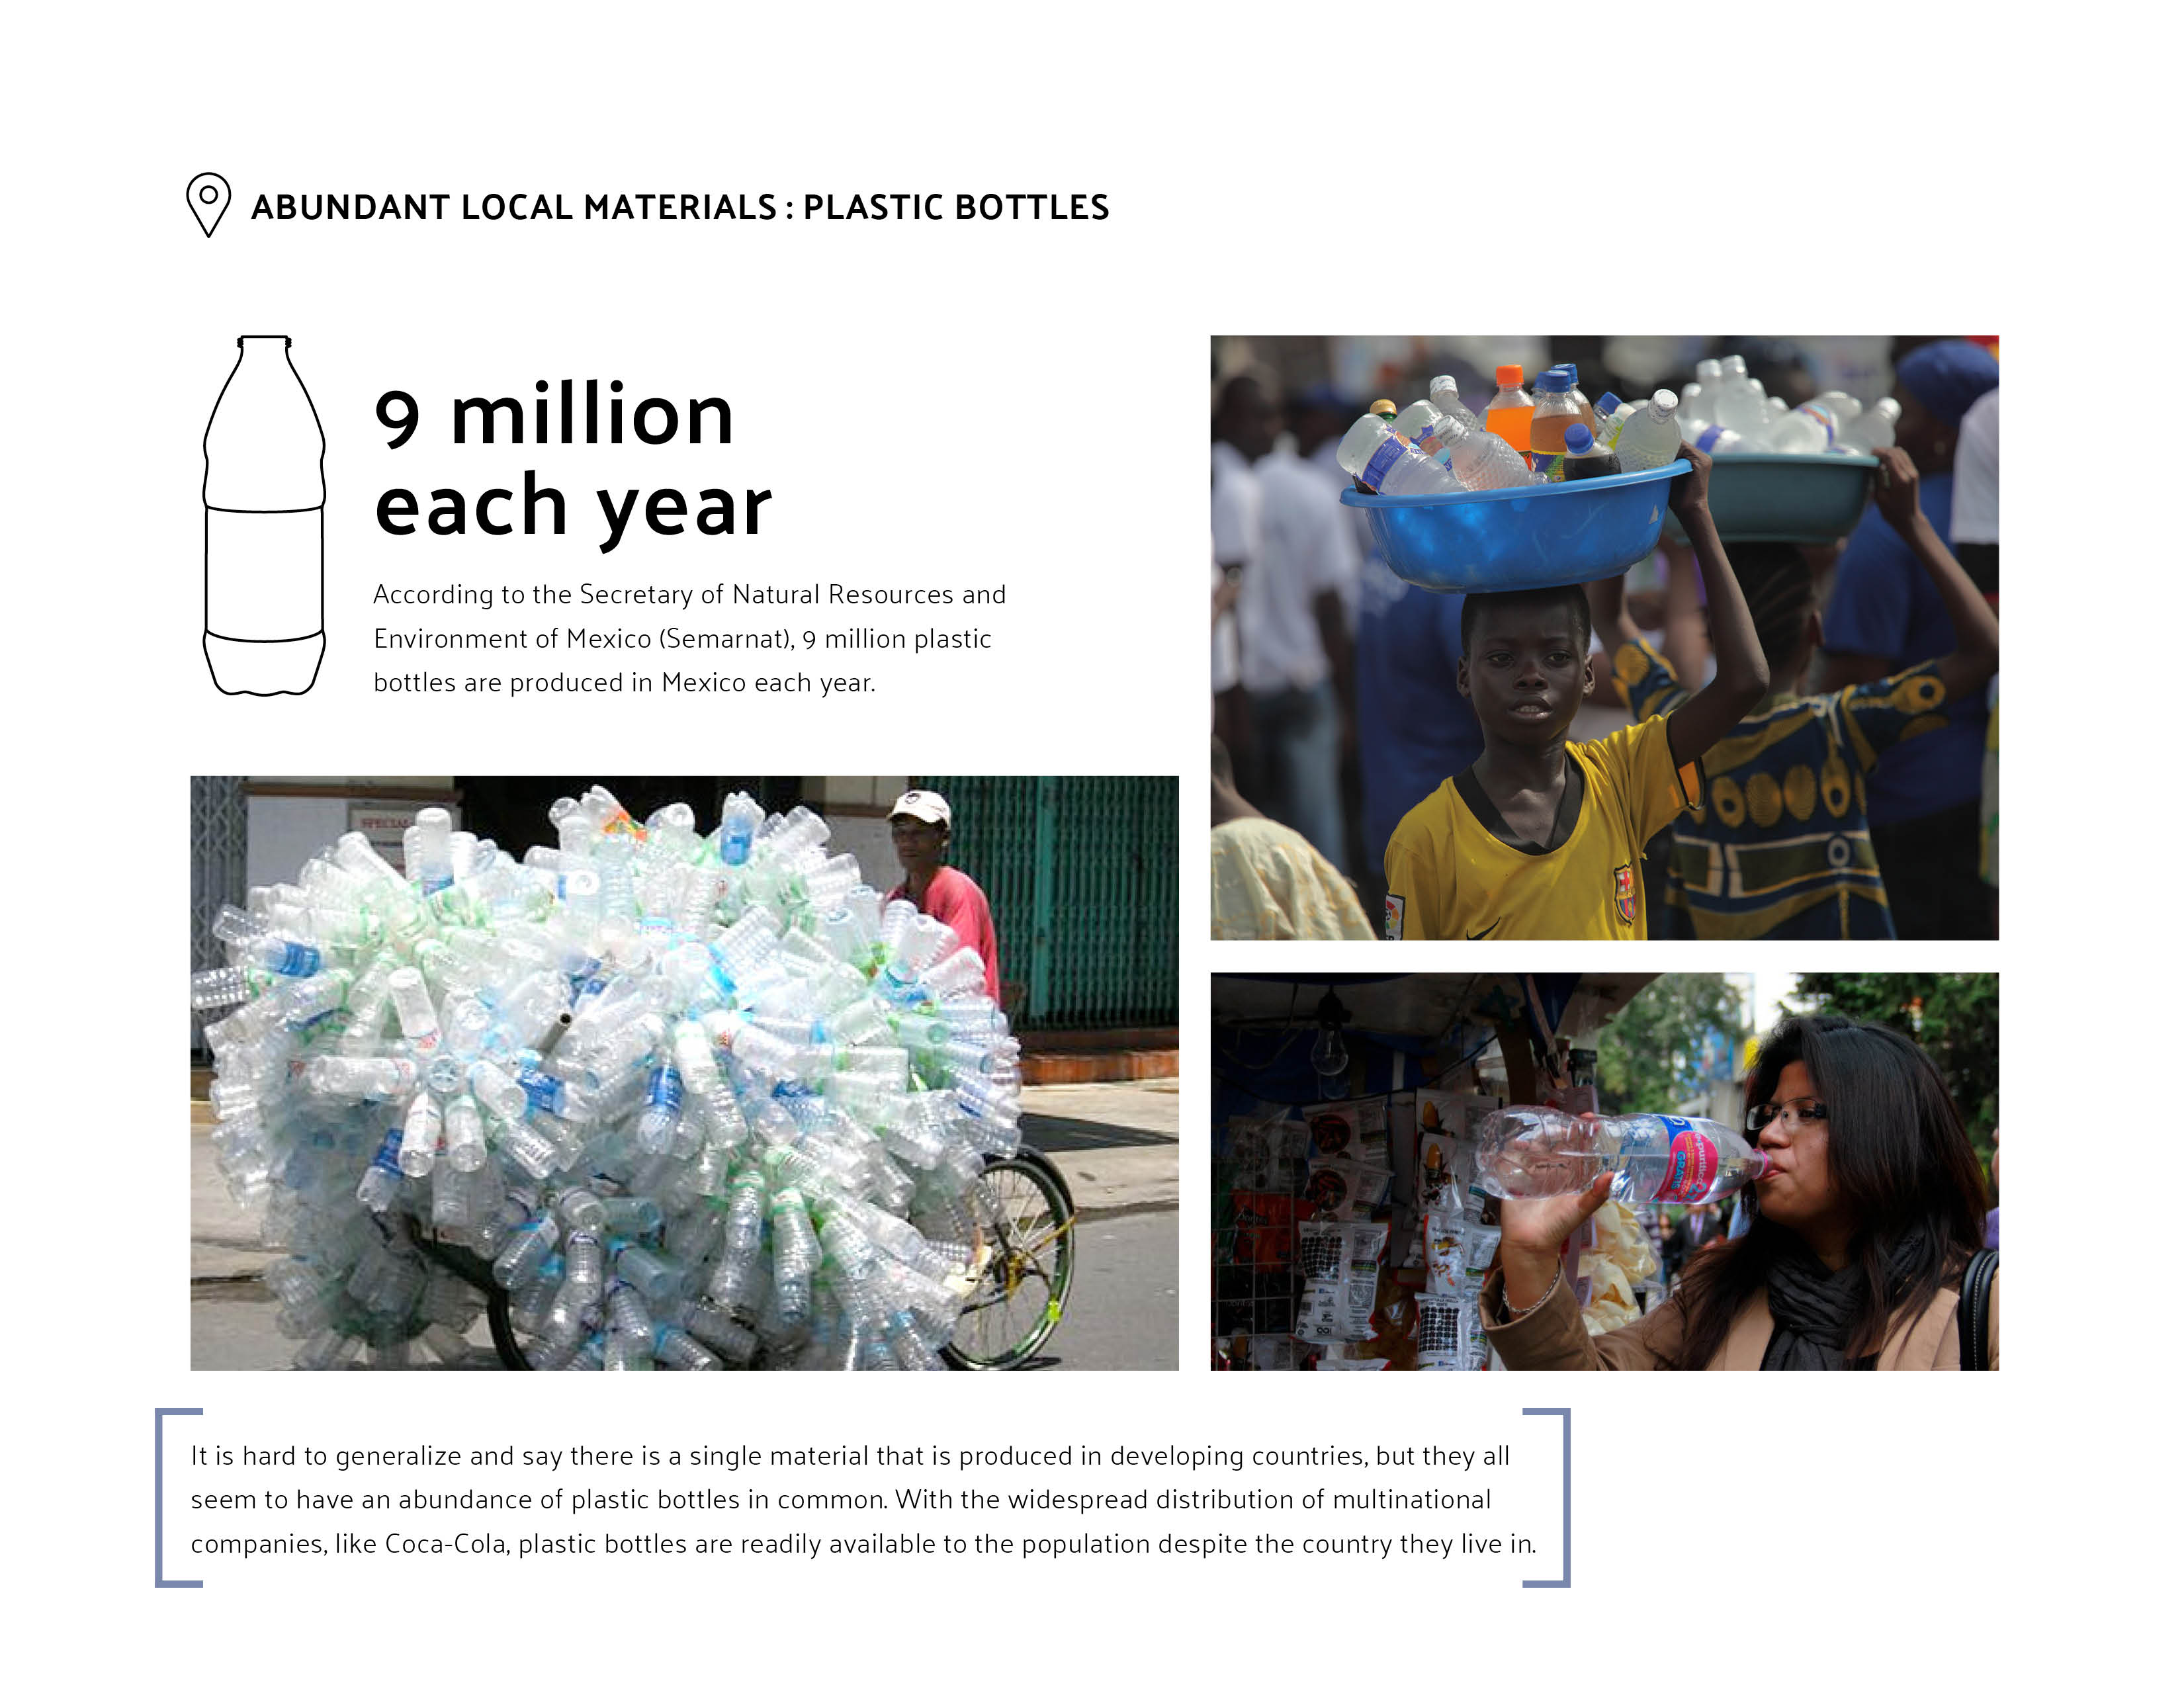 ABUNDANT LOCAL MATERIALS : PLASTIC BOTTLES
9 million
each year
According to the Secretary of Natural Resources and
Environment of Mexico (Semarnat), 9 million plastic
bottles are produced in Mexico each year.
SPECIAL
GRATIS
It is hard to generalize and say there is a single material that is produced in developing countries, but they all
seem to have an abundance of plastic bottles in common. With the widespread distribution of multinational
companies, like Coca-Cola, plastic bottles are readily available to the population despite the country they live in.